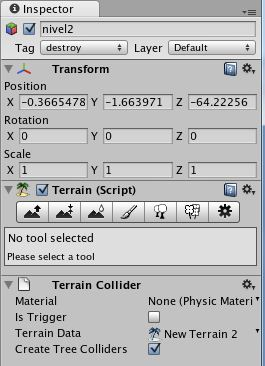 Inspector
nivel2
Tag destroy Layer Default
Transform
Position
X -0.3665478 Y -1.663971 Z -64.22256
Rotation
X 0 Y 0 Z 0
Scale
X 1 Y 1 Z 1
Terrain (Script)
No tool selected
Please select a tool
Terrain Collider
Material None (Physic Materi
Is Trigger
Terrain Data New Terrain 2
Create Tree Colliders